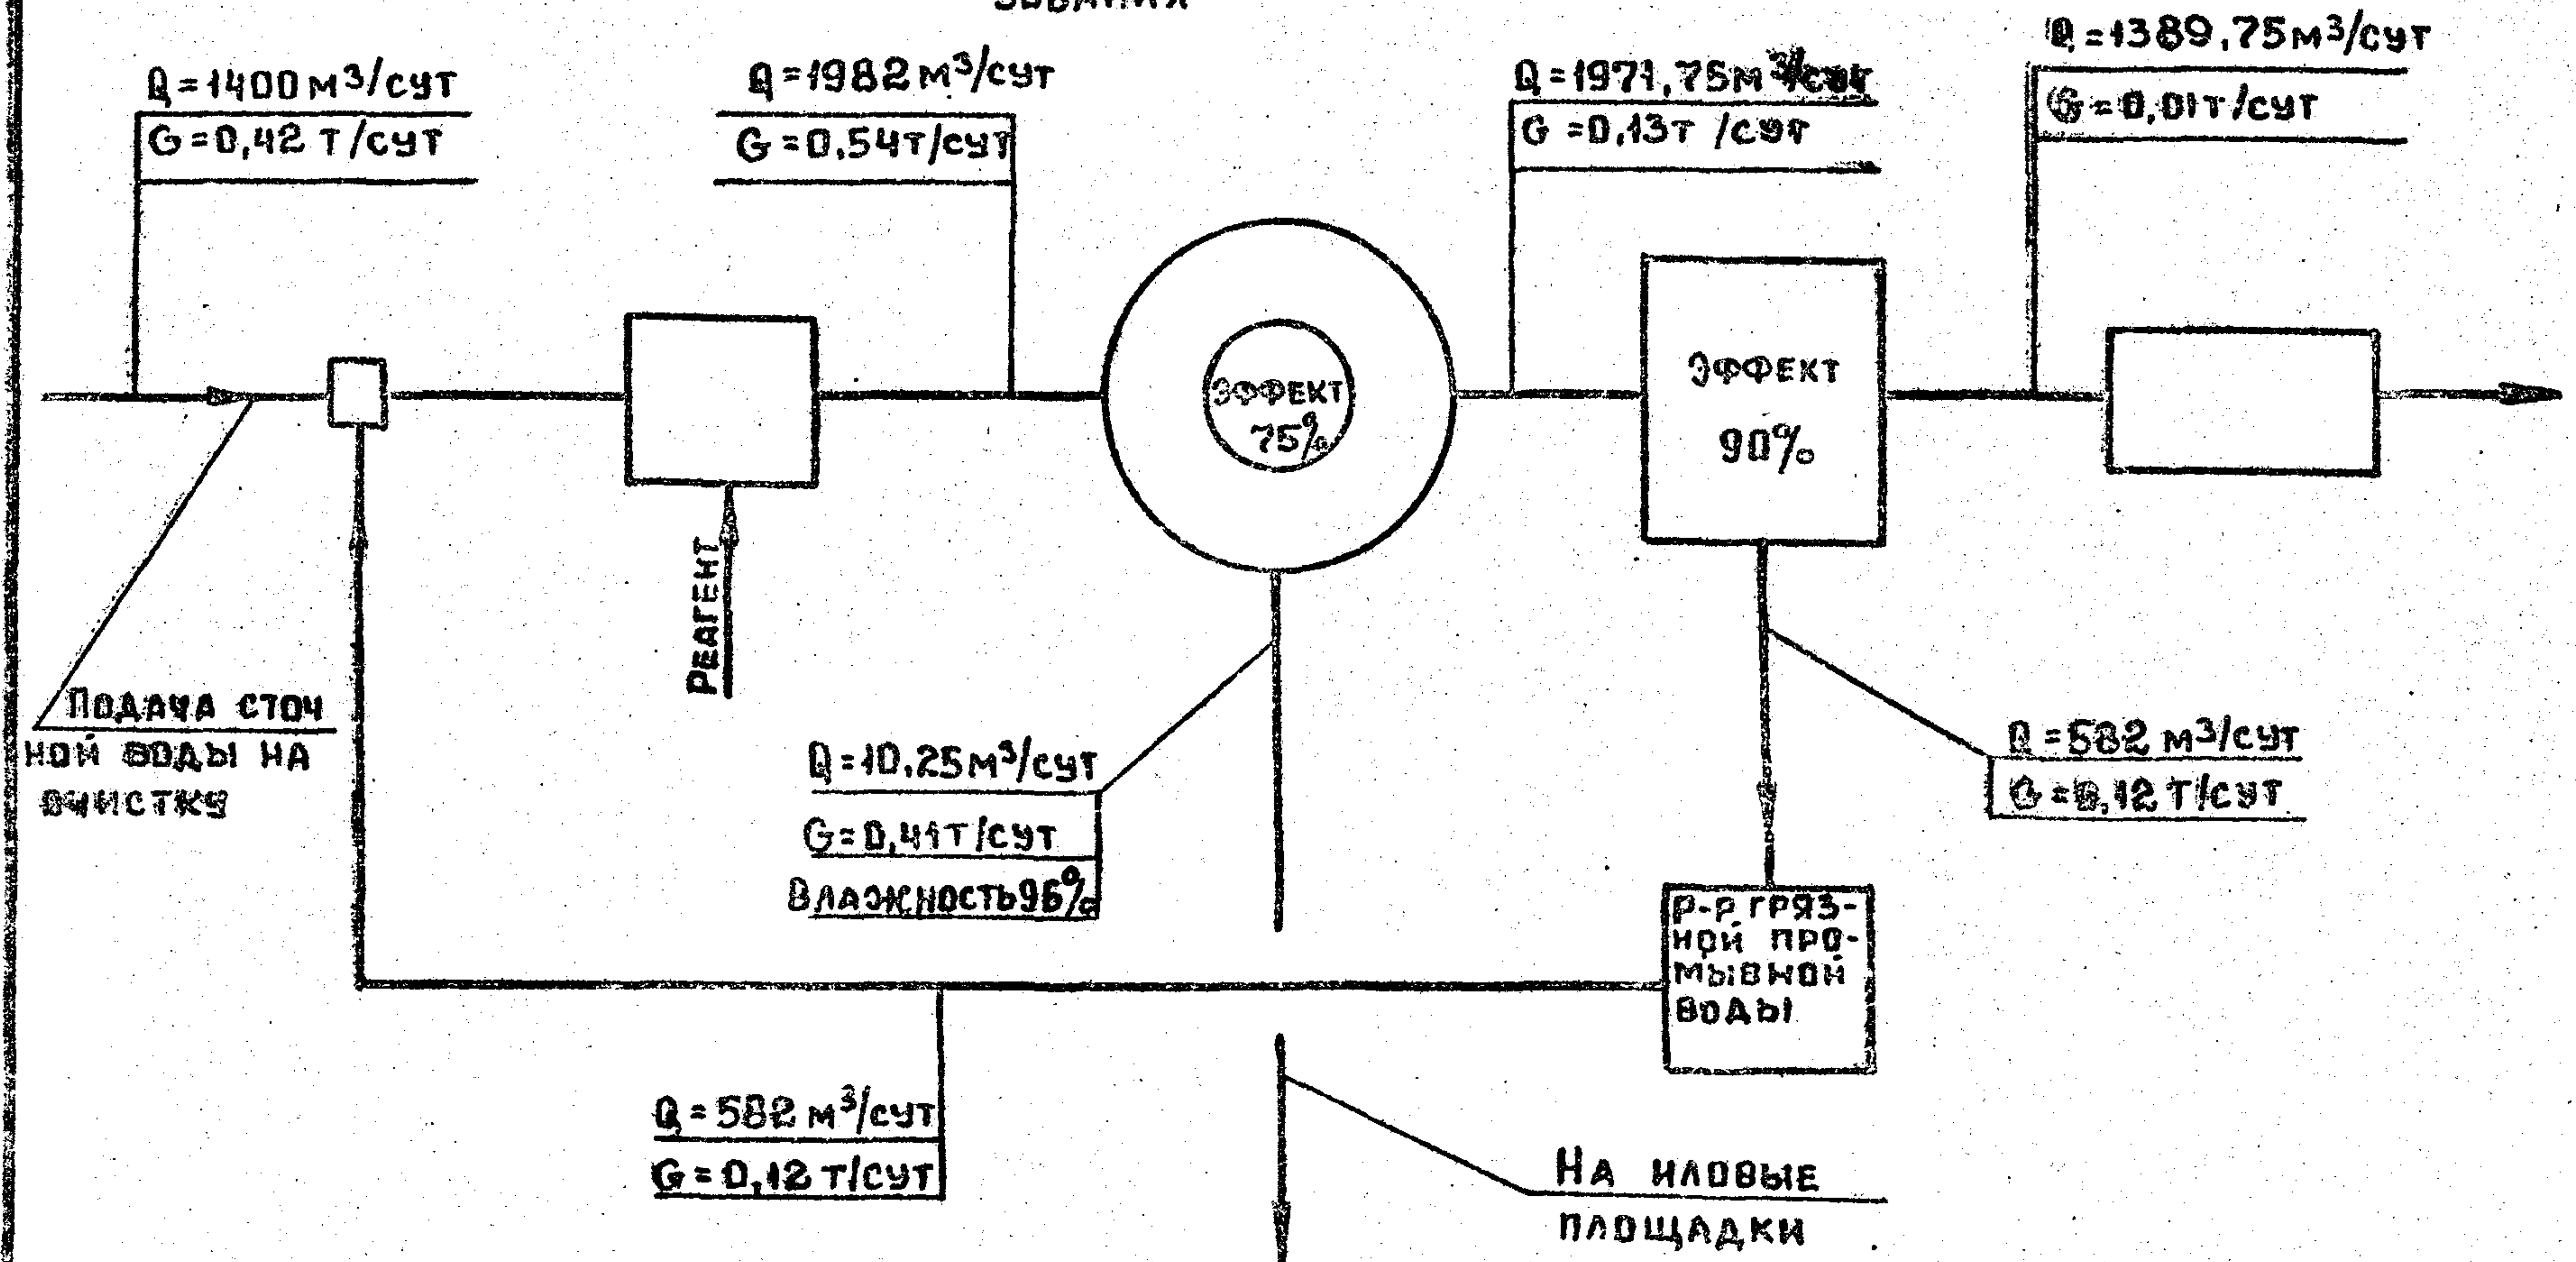 Q=1400 м³/сут
G=0,42 т/сут
Q=1982 м³/сут
G=0,54т/сут
Q=1971,75м³/сут
G=0,13т/сут
Q=1389,75м³/сут
G=0,01т/сут
Эффект
75%
Эффект
90%
Реагент
Подача сточ
ной воды на
очистку
Q=10,25м³/сут
G=0,41т/сут
Влажность96%
Q=582 м³/сут
G=0,12 т/сут
Р-р гряз-
ной про-
мывной
воды
Q=582 м³/сут
G=0,12 т/сут
На иловые
площадки